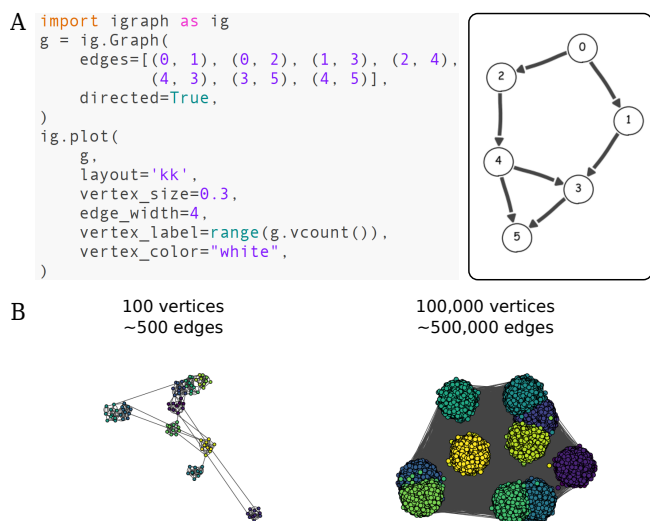 A
import igraph as ig
g = ig.Graph(
    edges=[(0, 1), (0, 2), (1, 3), (2, 4),
           (4, 3), (3, 5), (4, 5)],
    directed=True,
)
ig.plot(
    g,
    layout='kk',
    vertex_size=0.3,
    edge_width=4,
    vertex_label=range(g.vcount()),
    vertex_color="white",
)
0
2
1
4
3
5
B
100 vertices
~500 edges
100,000 vertices
~500,000 edges